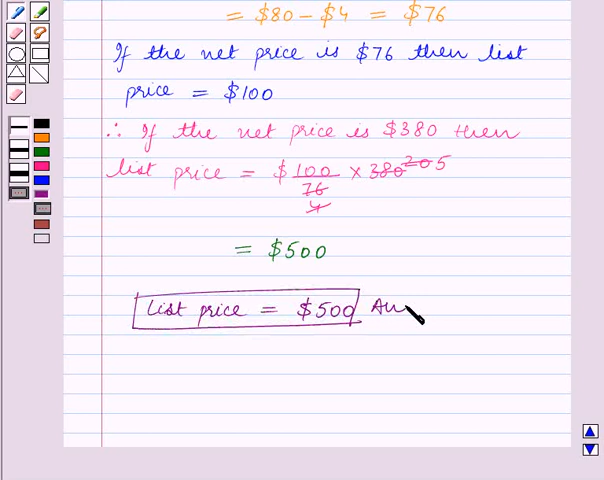 = $80 - $4 = $76
If the net price is $76 then list
price = $100
∴ If the net price is $380 then
list price = $ 100/76 × 380 20 5
4
= $500
List price = $500 Ans